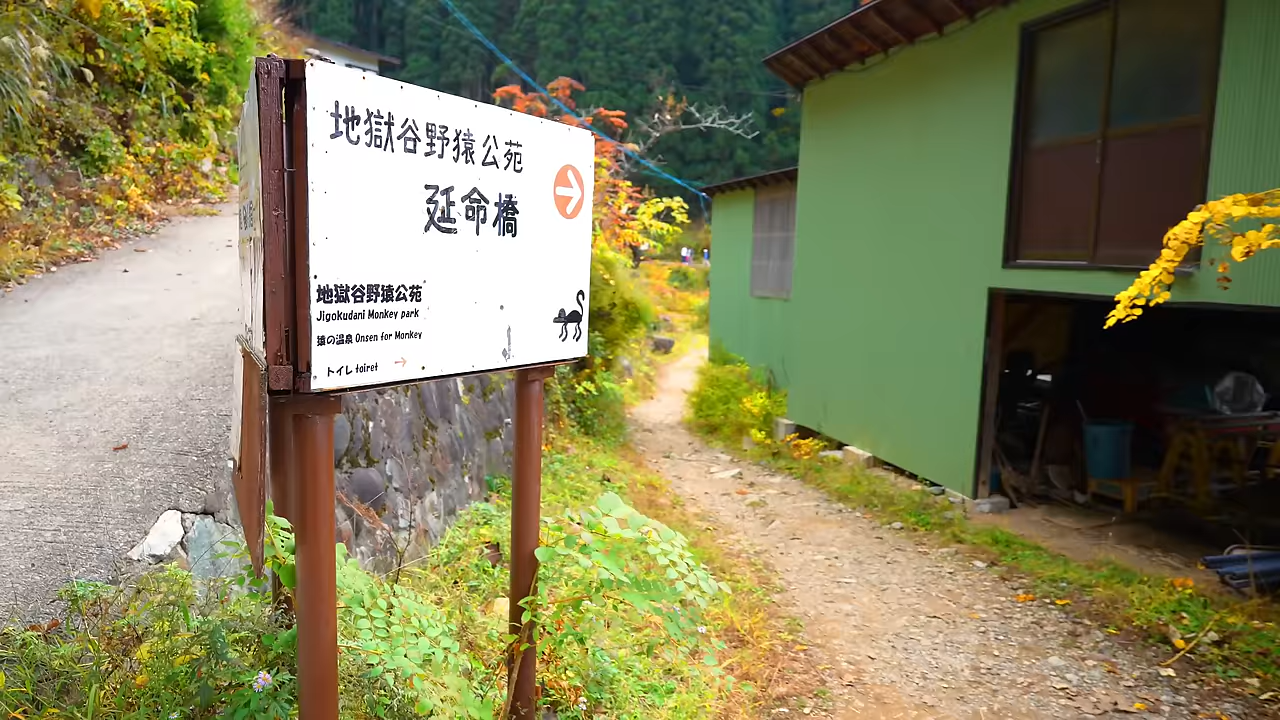 地獄谷野猿公苑
延命橋
地獄谷野猿公苑
Jigokudani Monkey park
猿の温泉 Onsen for Monkey
トイレ toiret →